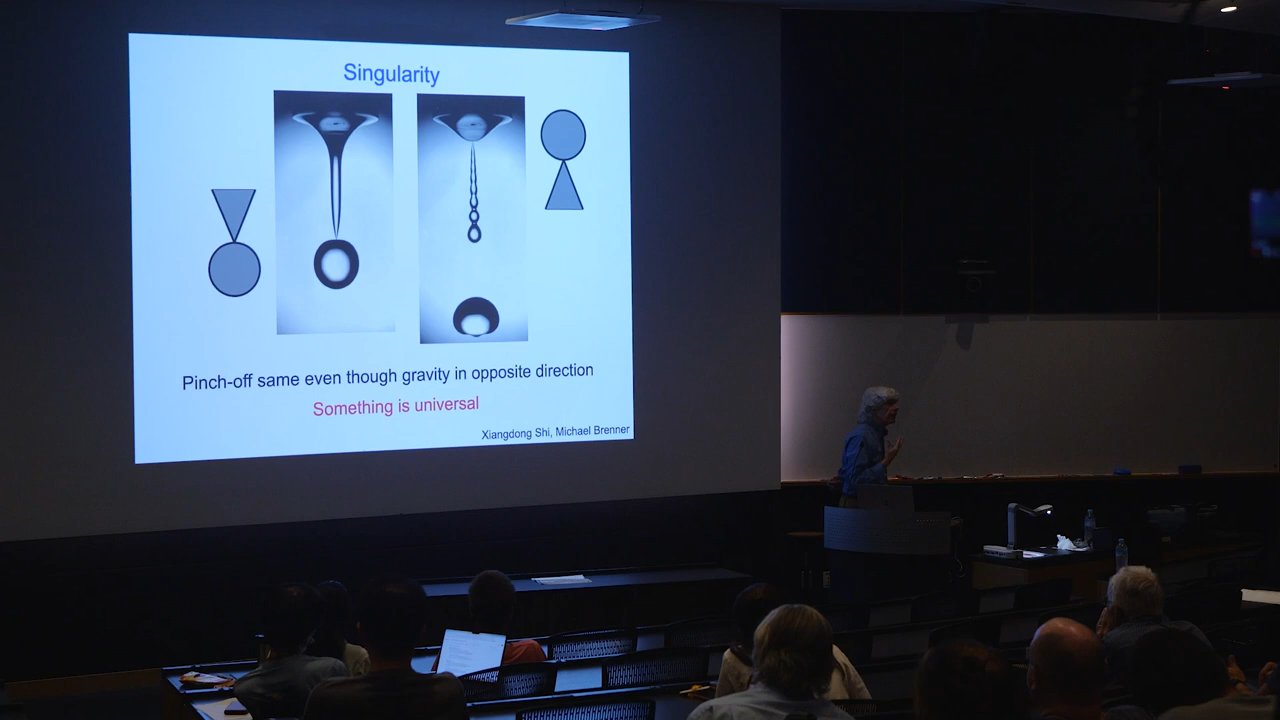 Singularity
Pinch-off same even though gravity in opposite direction
Something is universal
Xiangdong Shi, Michael Brenner